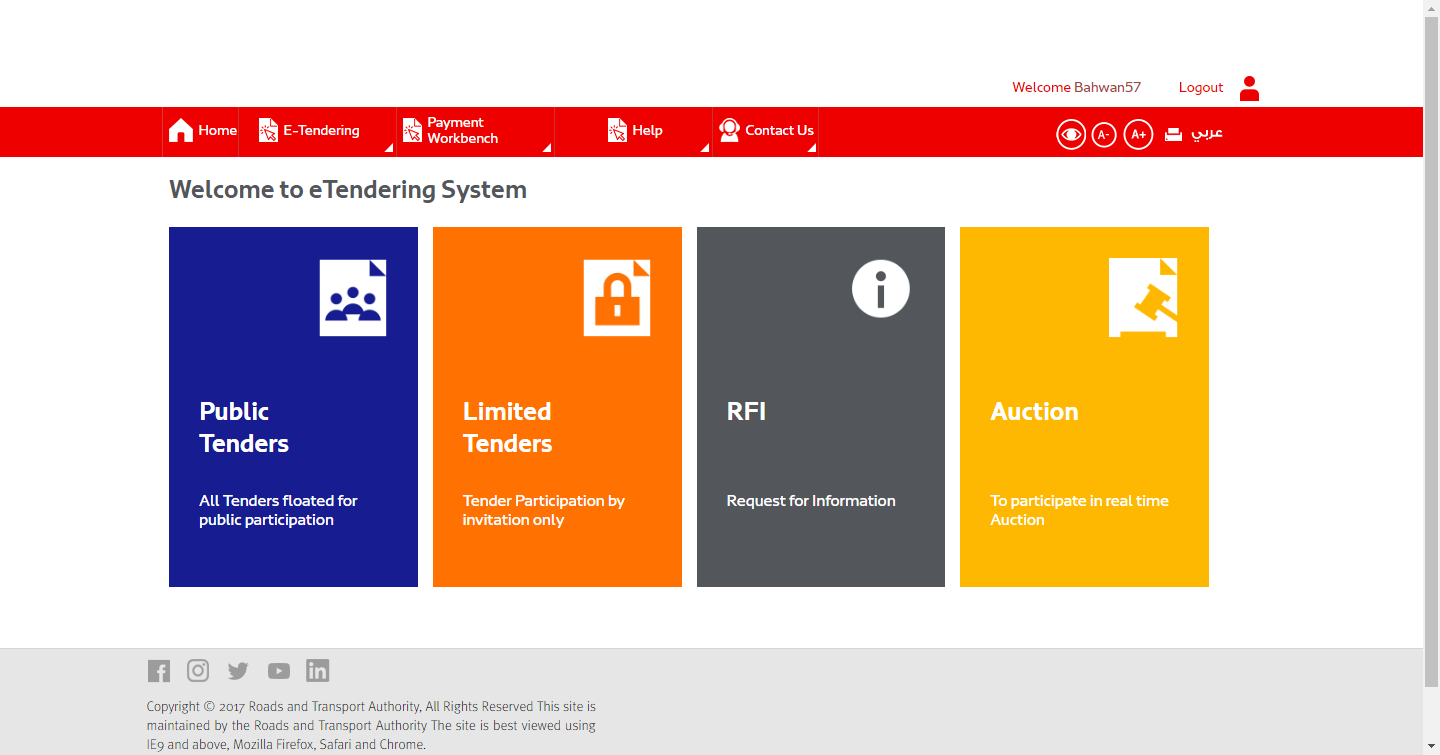 Welcome Bahwan57 Logout
Home
E-Tendering
Payment
Workbench
Help
Contact Us
A-
A+
عربي
Welcome to eTendering System
Public
Tenders
All Tenders floated for
public participation
Limited
Tenders
Tender Participation by
invitation only
RFI
Request for Information
Auction
To participate in real time
Auction
Copyright © 2017 Roads and Transport Authority, All Rights Reserved This site is
maintained by the Roads and Transport Authority The site is best viewed using
IE9 and above, Mozilla Firefox, Safari and Chrome.